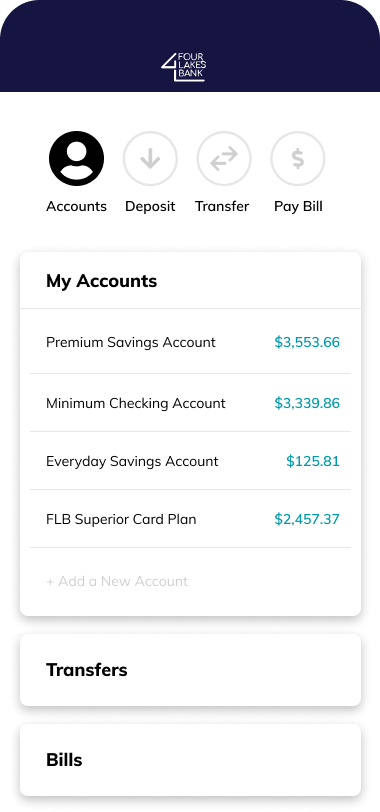 4 FOUR
LAKES
BANK
Accounts
Deposit
Transfer
$
Pay Bill
My Accounts
Premium Savings Account $3,553.66
Minimum Checking Account $3,339.86
Everyday Savings Account $125.81
FLB Superior Card Plan $2,457.37
+ Add a New Account
Transfers
Bills